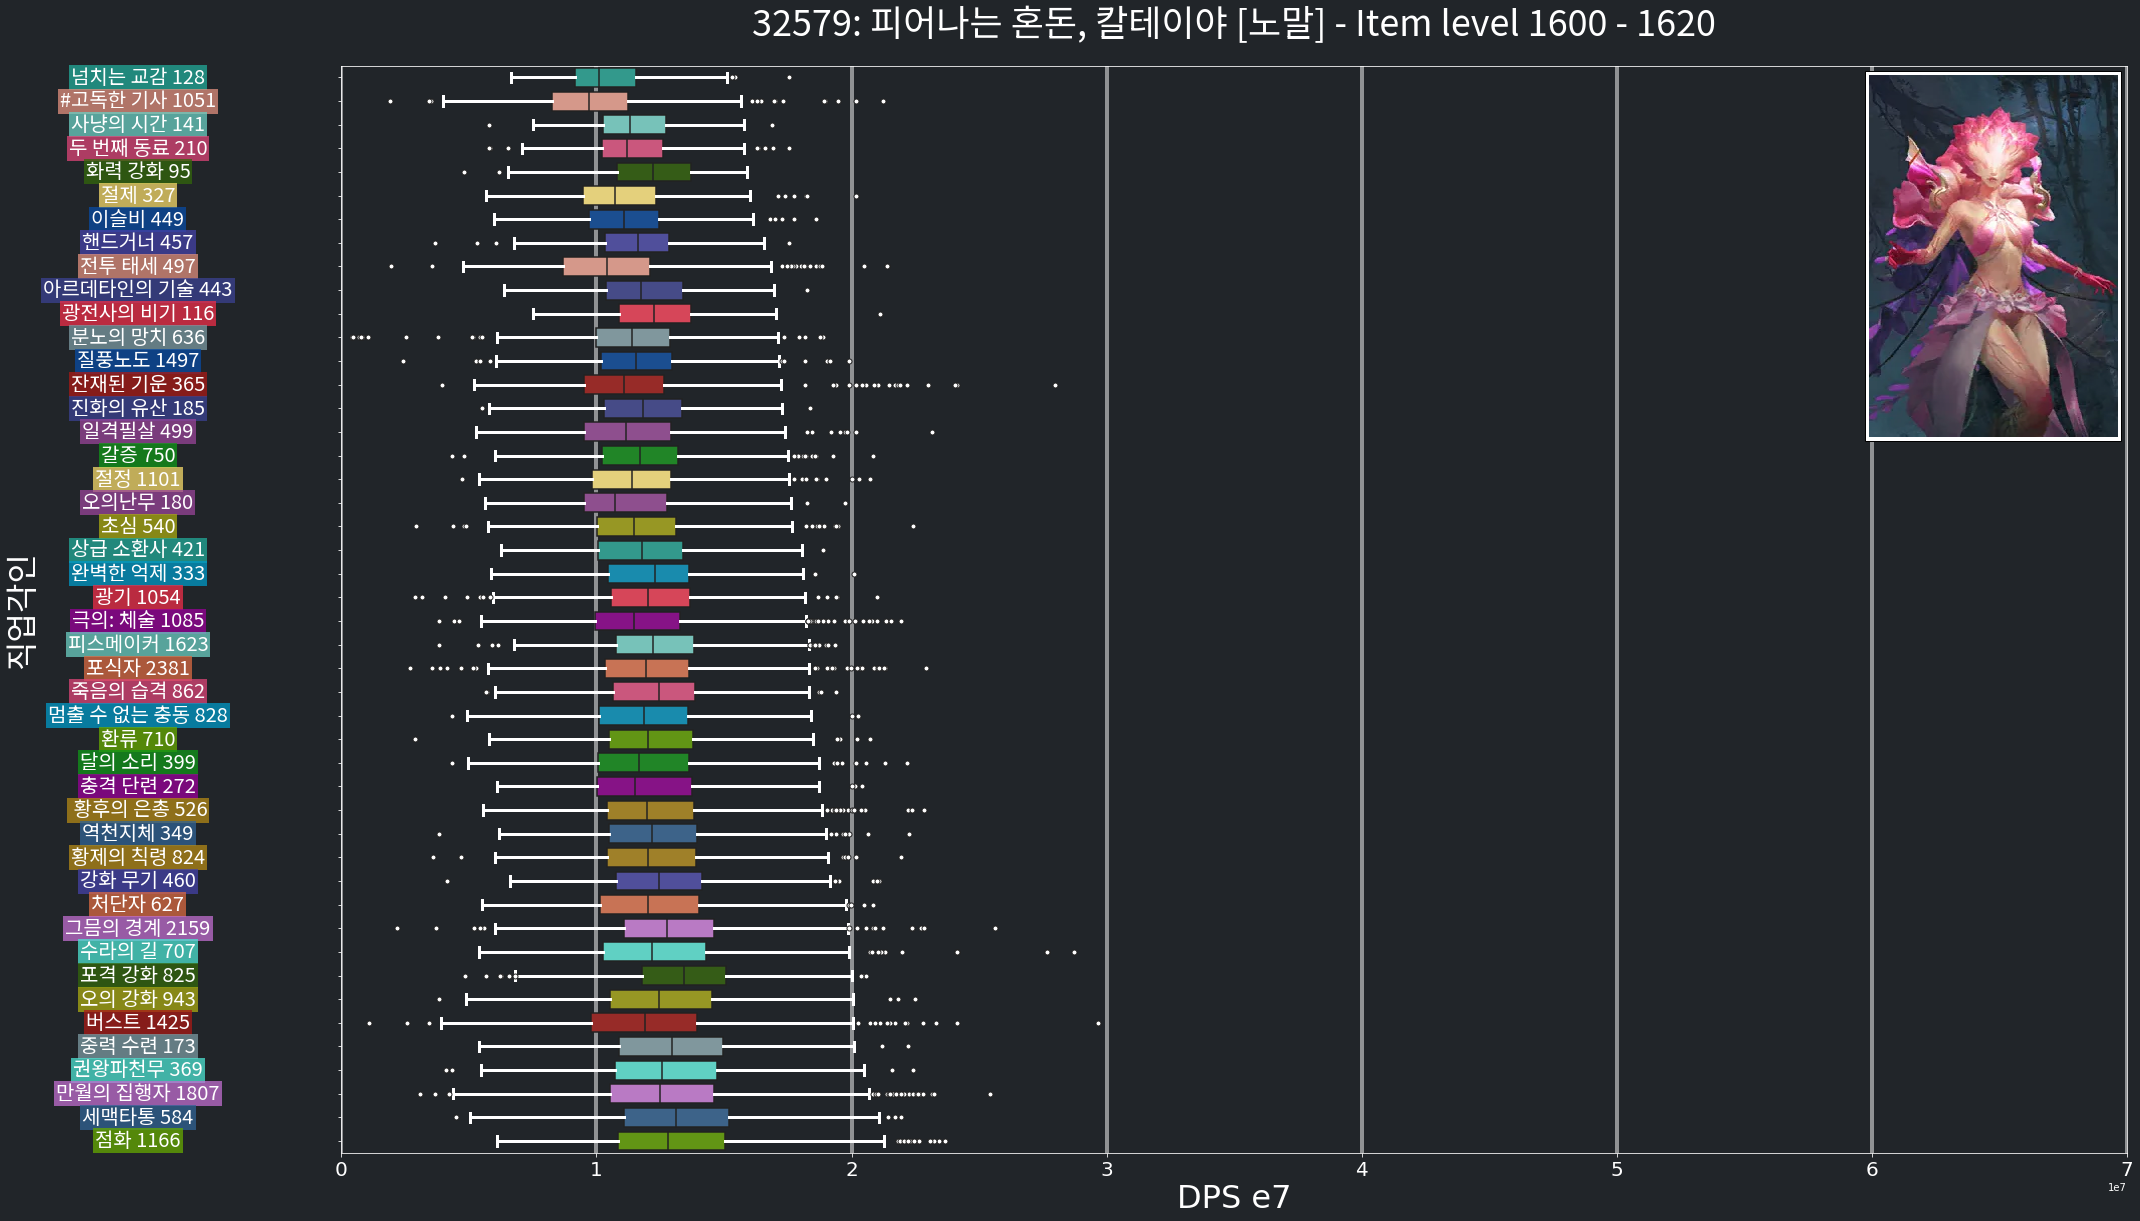 32579: 피어나는 혼돈, 칼테이야 [노말] - Item level 1600 - 1620
직업각인
넘치는 교감 128
#고독한 기사 1051
사냥의 시간 141
두 번째 동료 210
화력 강화 95
절제 327
이슬비 449
핸드거너 457
전투 태세 497
아르데타인의 기술 443
광전사의 비기 116
분노의 망치 636
질풍노도 1497
잔재된 기운 365
진화의 유산 185
일격필살 499
갈증 750
절정 1101
오의난무 180
초심 540
상급 소환사 421
완벽한 억제 333
광기 1054
극의: 체술 1085
피스메이커 1623
포식자 2381
죽음의 습격 862
멈출 수 없는 충동 828
환류 710
달의 소리 399
충격 단련 272
황후의 은총 526
역천지체 349
황제의 칙령 824
강화 무기 460
처단자 627
그믐의 경계 2159
수라의 길 707
포격 강화 825
오의 강화 943
버스트 1425
중력 수련 173
권왕파천무 369
만월의 집행자 1807
세맥타통 584
점화 1166
0 1 2 3 4 5 6 7
1e7
DPS e7